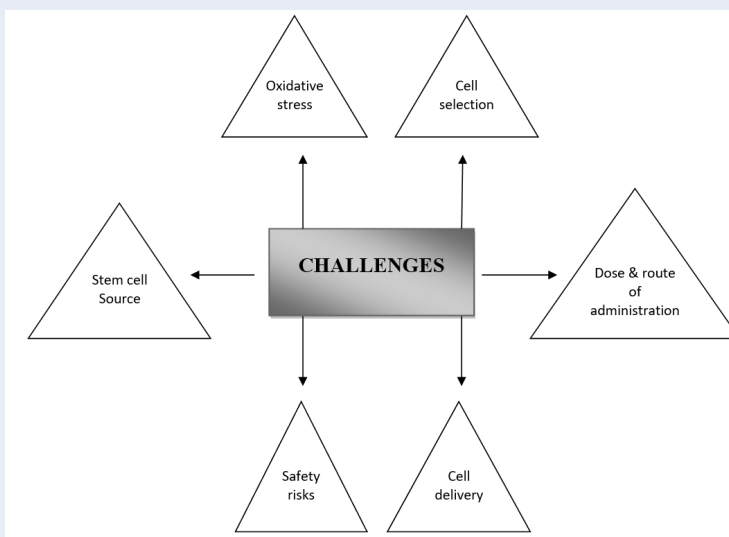 Oxidative
stress
Cell
selection
CHALLENGES
Stem cell
Source
Dose & route
of
administration
Safety
risks
Cell
delivery